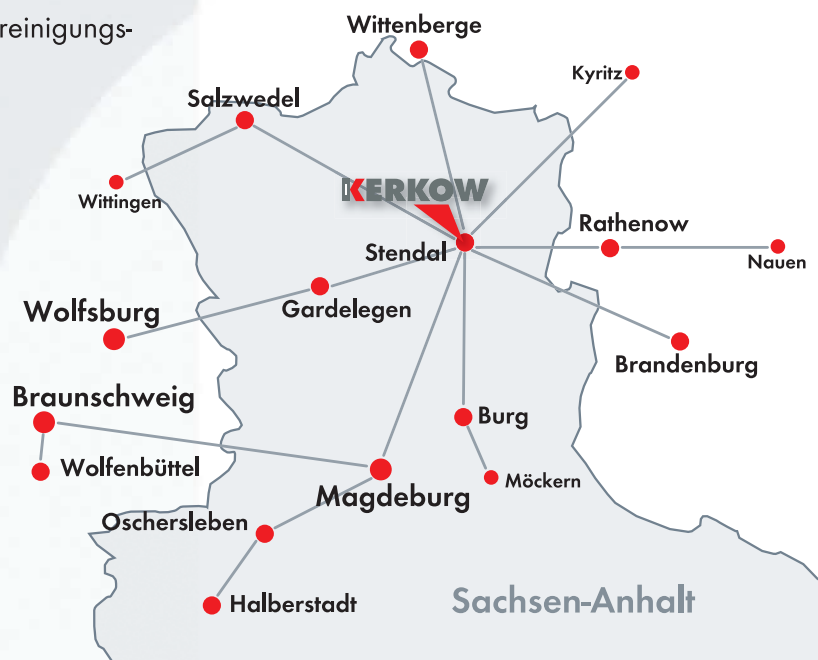 reinigungs-
Wittenberge
Kyritz
Salzwedel
KERKOW
Wittingen
Rathenow
Stendal
Nauen
Gardelegen
Wolfsburg
Brandenburg
Braunschweig
Burg
Wolfenbüttel
Möckern
Magdeburg
Oschersleben
Halberstadt
Sachsen-Anhalt